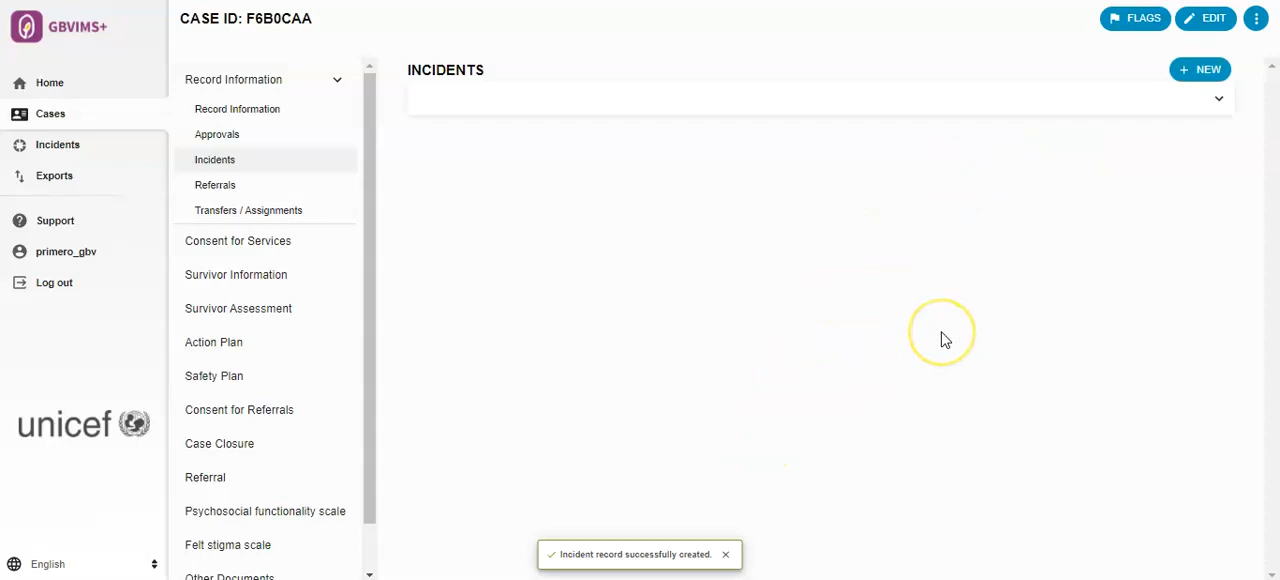 GBVIMS+
CASE ID: F6B0CAA
FLAGS
EDIT
Home
Cases
Incidents
Exports
Support
primero_gbv
Log out
unicef
English
Record Information
Record Information
Approvals
Incidents
Referrals
Transfers / Assignments
Consent for Services
Survivor Information
Survivor Assessment
Action Plan
Safety Plan
Consent for Referrals
Case Closure
Referral
Psychosocial functionality scale
Felt stigma scale
Other Documents
INCIDENTS
+ NEW
Incident record successfully created.